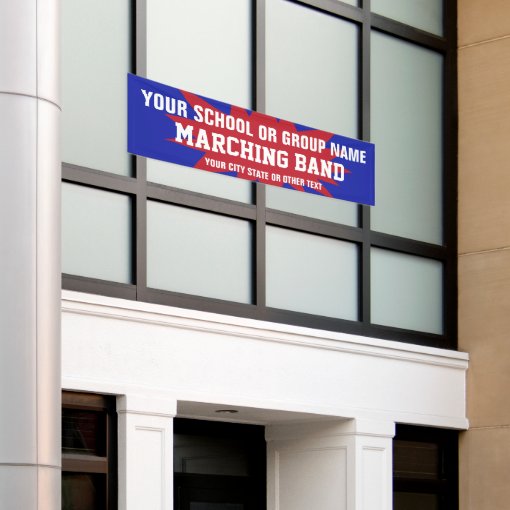 YOUR SCHOOL OR GROUP NAME
MARCHING BAND
YOUR CITY STATE OR OTHER TEXT